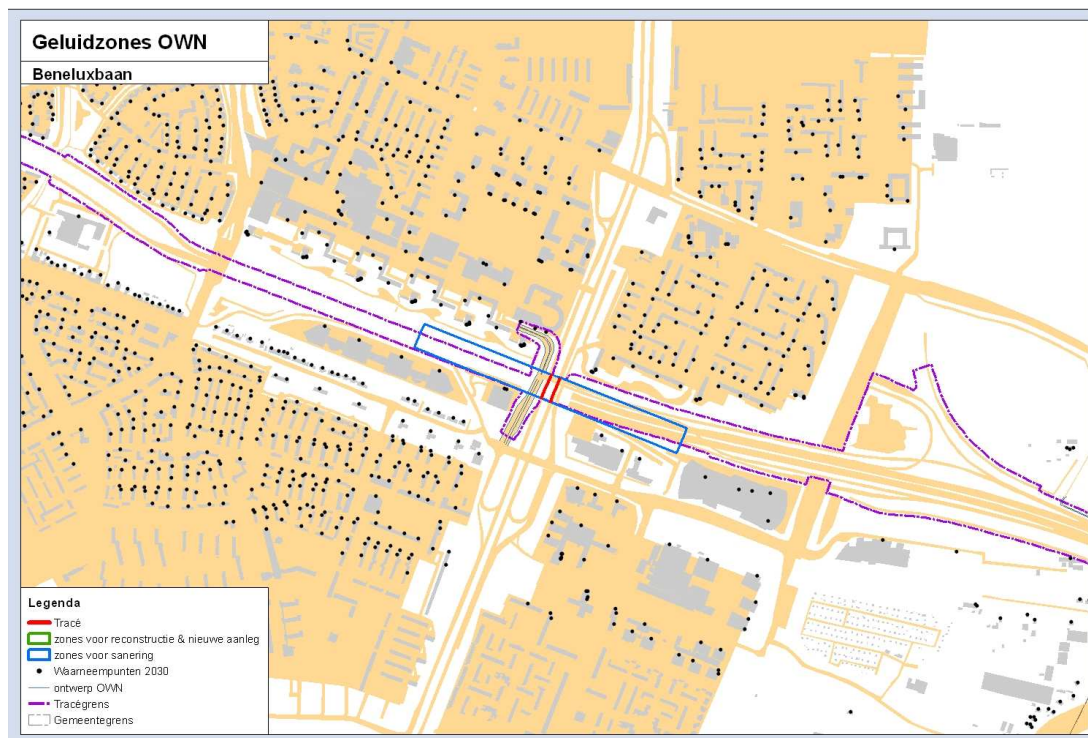 Geluidzones OWN
Beneluxbaan
Legenda
Tracé
zones voor reconstructie & nieuwe aanleg
zones voor sanering
Waarneempunten 2030
ontwerp OWN
Tracégrens
Gemeentegrens